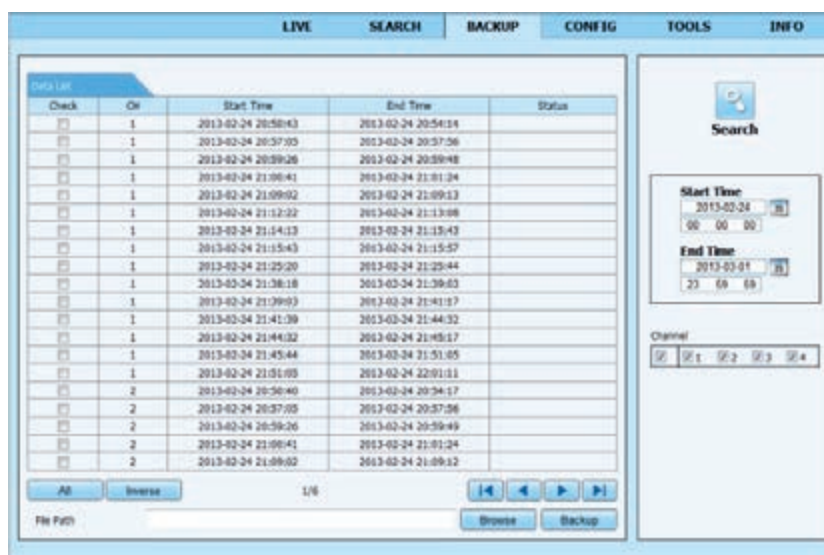 LIVE SEARCH BACKUP CONFIG TOOLS INFO
Data List
Check CH Start Time End Time Status
1 2013-02-24 20:50:43 2013-02-24 20:54:14
1 2013-02-24 20:57:05 2013-02-24 20:57:56
1 2013-02-24 20:59:26 2013-02-24 20:59:48
1 2013-02-24 21:00:41 2013-02-24 21:01:24
1 2013-02-24 21:09:02 2013-02-24 21:09:13
1 2013-02-24 21:12:22 2013-02-24 21:13:08
1 2013-02-24 21:14:13 2013-02-24 21:15:43
1 2013-02-24 21:15:43 2013-02-24 21:15:57
1 2013-02-24 21:25:20 2013-02-24 21:25:44
1 2013-02-24 21:38:18 2013-02-24 21:39:03
1 2013-02-24 21:39:03 2013-02-24 21:41:17
1 2013-02-24 21:41:39 2013-02-24 21:44:32
1 2013-02-24 21:44:32 2013-02-24 21:45:17
1 2013-02-24 21:45:44 2013-02-24 21:51:05
1 2013-02-24 21:51:05 2013-02-24 22:01:11
2 2013-02-24 20:50:40 2013-02-24 20:54:17
2 2013-02-24 20:57:05 2013-02-24 20:57:56
2 2013-02-24 20:59:26 2013-02-24 20:59:49
2 2013-02-24 21:00:41 2013-02-24 21:01:24
2 2013-02-24 21:09:02 2013-02-24 21:09:12
All Inverse 1/6
File Path Browse Backup
Search
Start Time
2013-02-24
00 00 00
End Time
2013-03-01
23 59 59
Channel
1 2 3 4